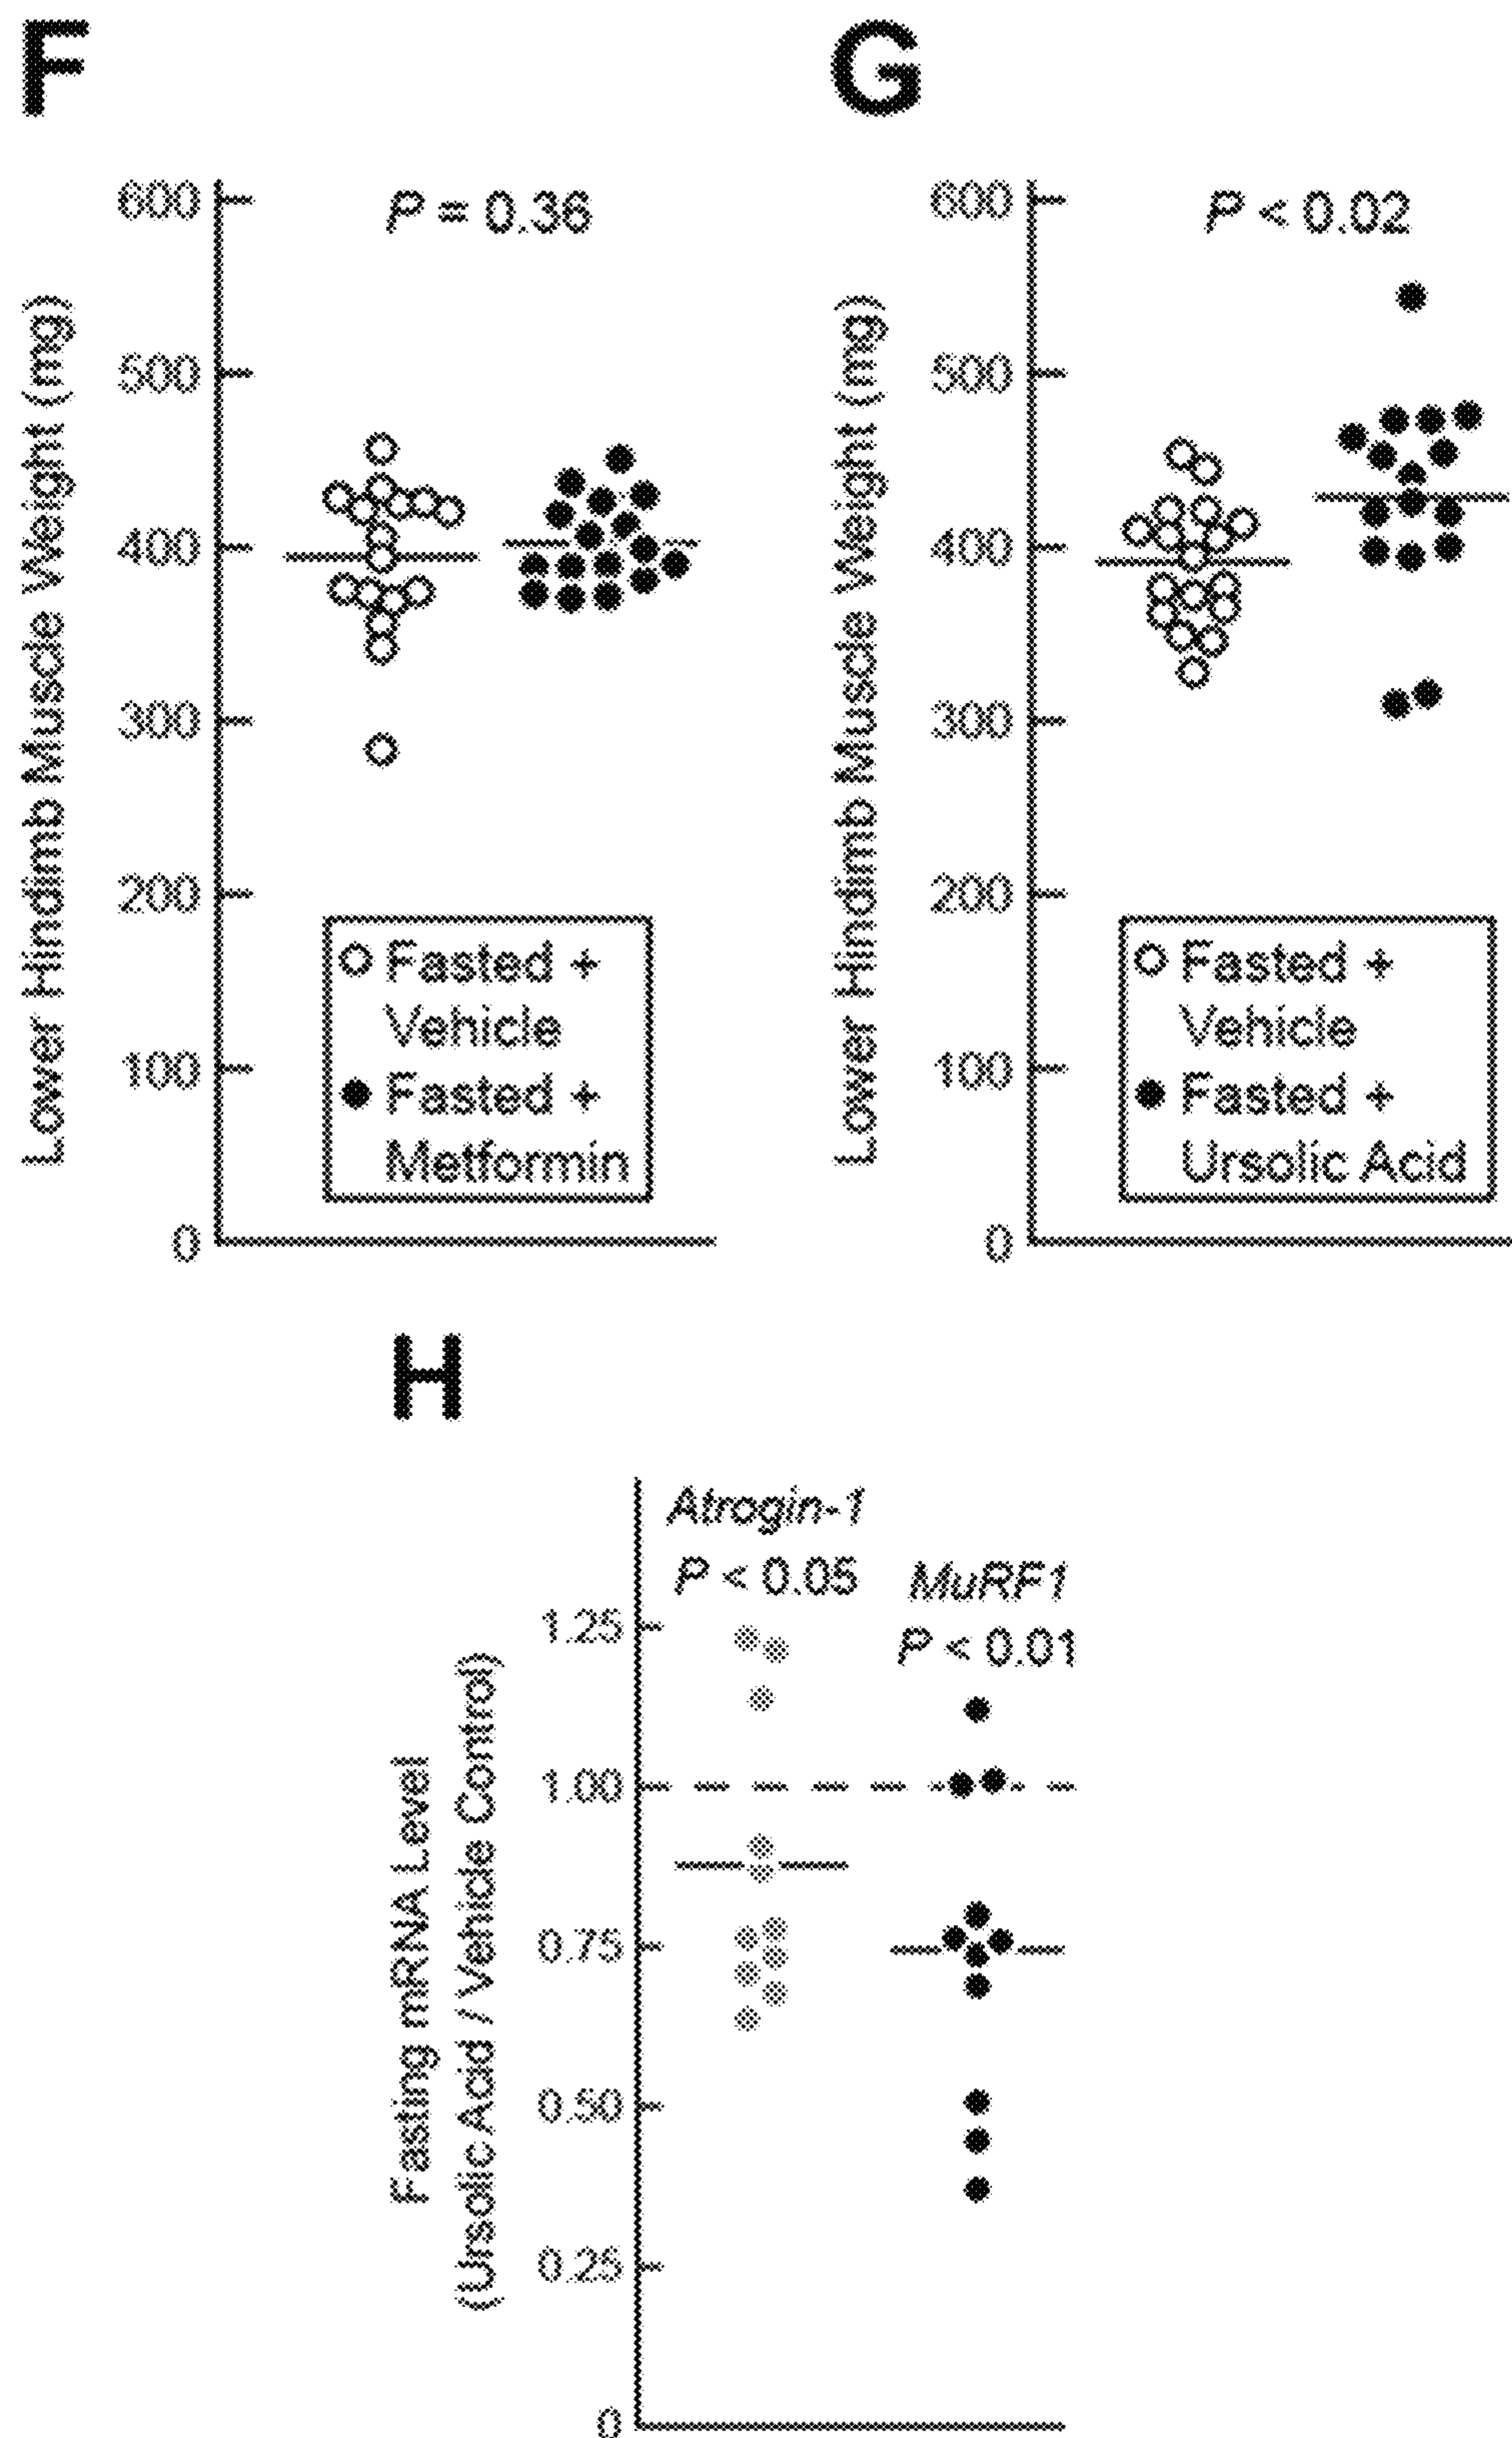 F
P = 0.36
Lower Hindimb Muscle Weight (mg)
600
500
400
300
200
100
0
Fasted +
Vehicle
Fasted +
Metformin
G
P < 0.02
Lower Hindimb Muscle Weight (mg)
600
500
400
300
200
100
0
Fasted +
Vehicle
Fasted +
Ursolic Acid
H
Atrogin-1
P < 0.05
MuRF1
P < 0.01
Fasting mRNA Level
(Ursolic Acid / Vehicle Control)
1.25
1.00
0.75
0.50
0.25
0